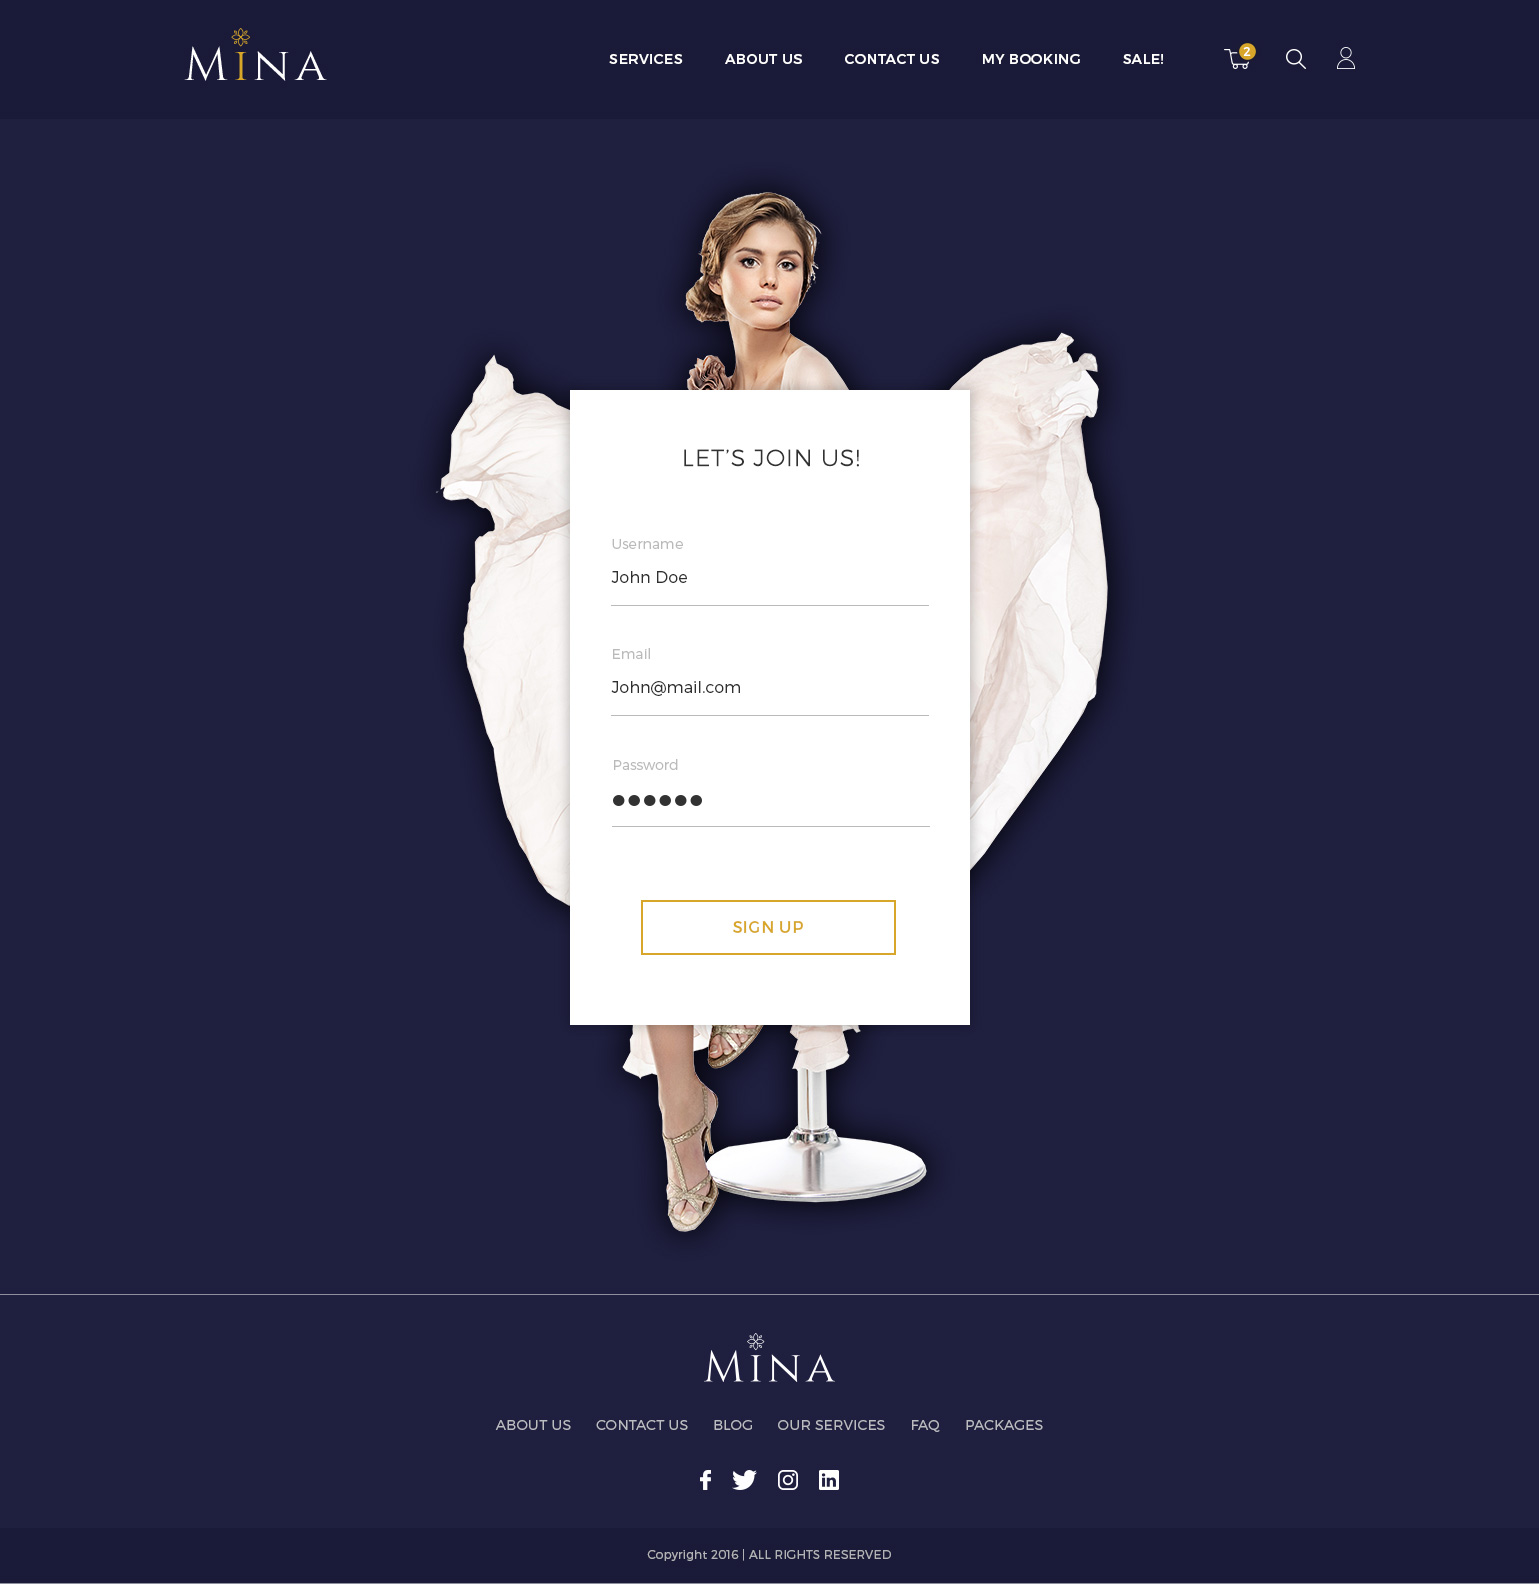 MINA
SERVICES ABOUT US CONTACT US MY BOOKING SALE! 2
LET'S JOIN US!
Username
John Doe
Email
John@mail.com
Password
●●●●●●
SIGN UP
MINA
ABOUT US CONTACT US BLOG OUR SERVICES FAQ PACKAGES
Copyright 2016 | ALL RIGHTS RESERVED